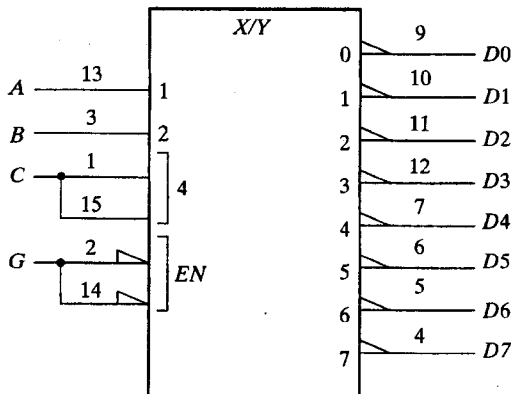 X/Y
A 13 1
B 3 2
C 1
15
4
G 2
14
EN
0 9 D0
1 10 D1
2 11 D2
3 12 D3
4 7 D4
5 6 D5
6 5 D6
7 4 D7